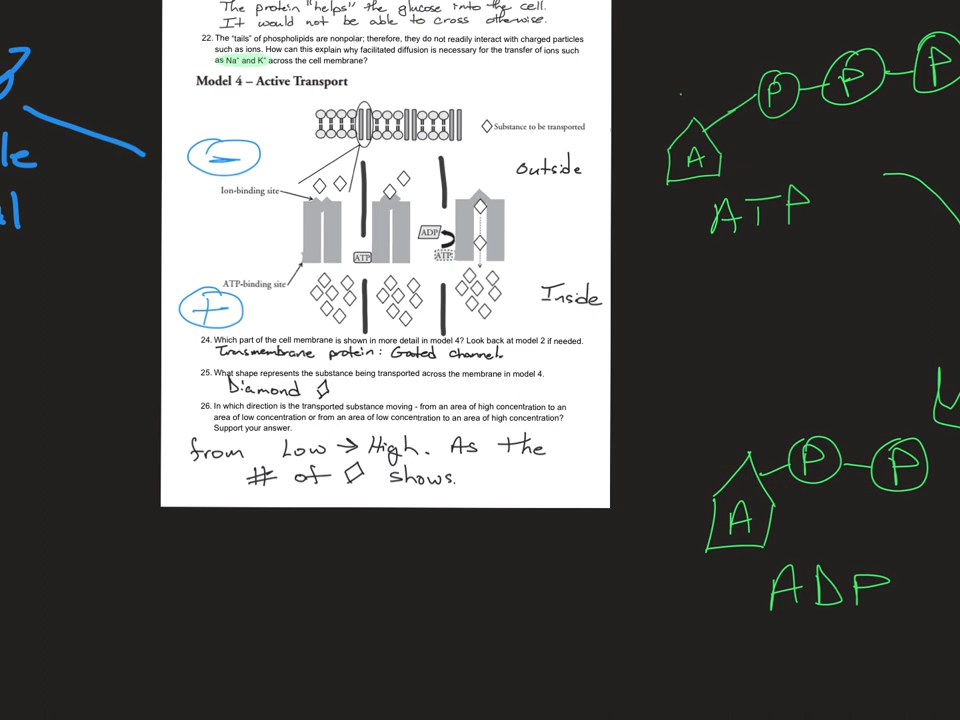 The protein "helps" the glucose into the cell.
It would not be able to cross otherwise.
22. The "tails" of phospholipids are nonpolar; therefore, they do not readily interact with charged particles
such as ions. How can this explain why facilitated diffusion is necessary for the transfer of ions such
as Na+ and K+ across the cell membrane?
Model 4 – Active Transport
Substance to be transported
Outside
Ion-binding site
ADP
ATP
ATP
ATP-binding site
Inside
24. Which part of the cell membrane is shown in more detail in model 4? Look back at model 2 if needed.
Transmembrane protein: Gated channel.
25. What shape represents the substance being transported across the membrane in model 4.
Diamond ◊
26. In which direction is the transported substance moving - from an area of high concentration to an
area of low concentration or from an area of low concentration to an area of high concentration?
Support your answer.
from Low → High. As the
# of ◊ shows.
le
al
P P P
A
ATP
P P
A
ADP